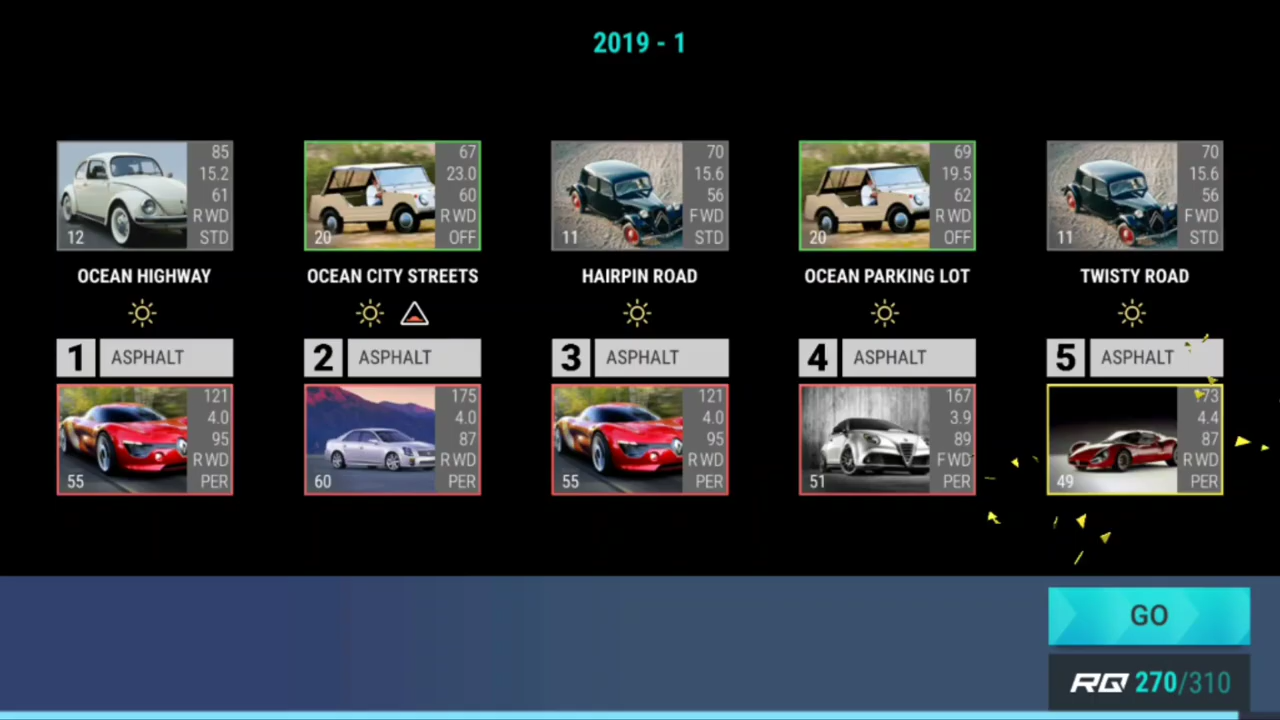 2019 - 1
85
15.2
61
RWD
STD
12
67
23.0
60
RWD
OFF
20
70
15.6
56
FWD
STD
11
69
19.5
62
RWD
OFF
20
70
15.6
56
FWD
STD
11
OCEAN HIGHWAY
OCEAN CITY STREETS
HAIRPIN ROAD
OCEAN PARKING LOT
TWISTY ROAD
1 ASPHALT
2 ASPHALT
3 ASPHALT
4 ASPHALT
5 ASPHALT
121
4.0
95
RWD
PER
55
175
4.0
87
RWD
PER
60
121
4.0
95
RWD
PER
55
167
3.9
89
FWD
PER
51
4.4
87
RWD
PER
49
GO
RQ 270/310